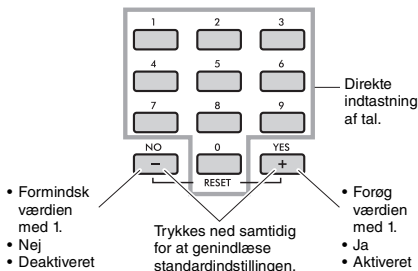 1 2 3
4 5 6
7 8 9
Direkte
indtastning
af tal.
NO 0 YES
– +
RESET
• Formindsk
værdien
med 1.
• Nej
• Deaktiveret
Trykkes ned samtidig
for at genindlæse
standardindstillingen.
• Forøg
værdien
med 1.
• Ja
• Aktiveret